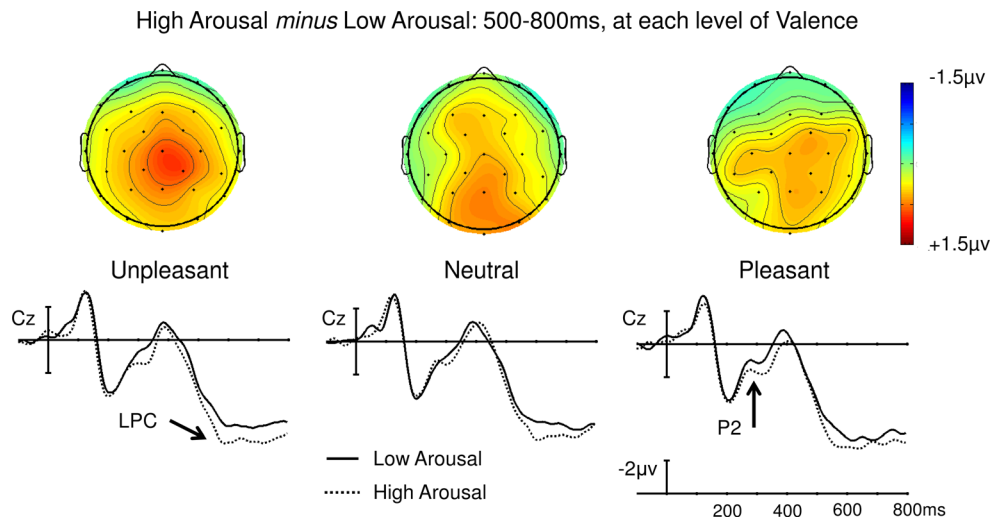 High Arousal minus Low Arousal: 500-800ms, at each level of Valence
-1.5µv
+1.5µv
Unpleasant
Neutral
Pleasant
Cz
Cz
Cz
LPC
P2
Low Arousal
High Arousal
-2µv
200 400 600 800ms